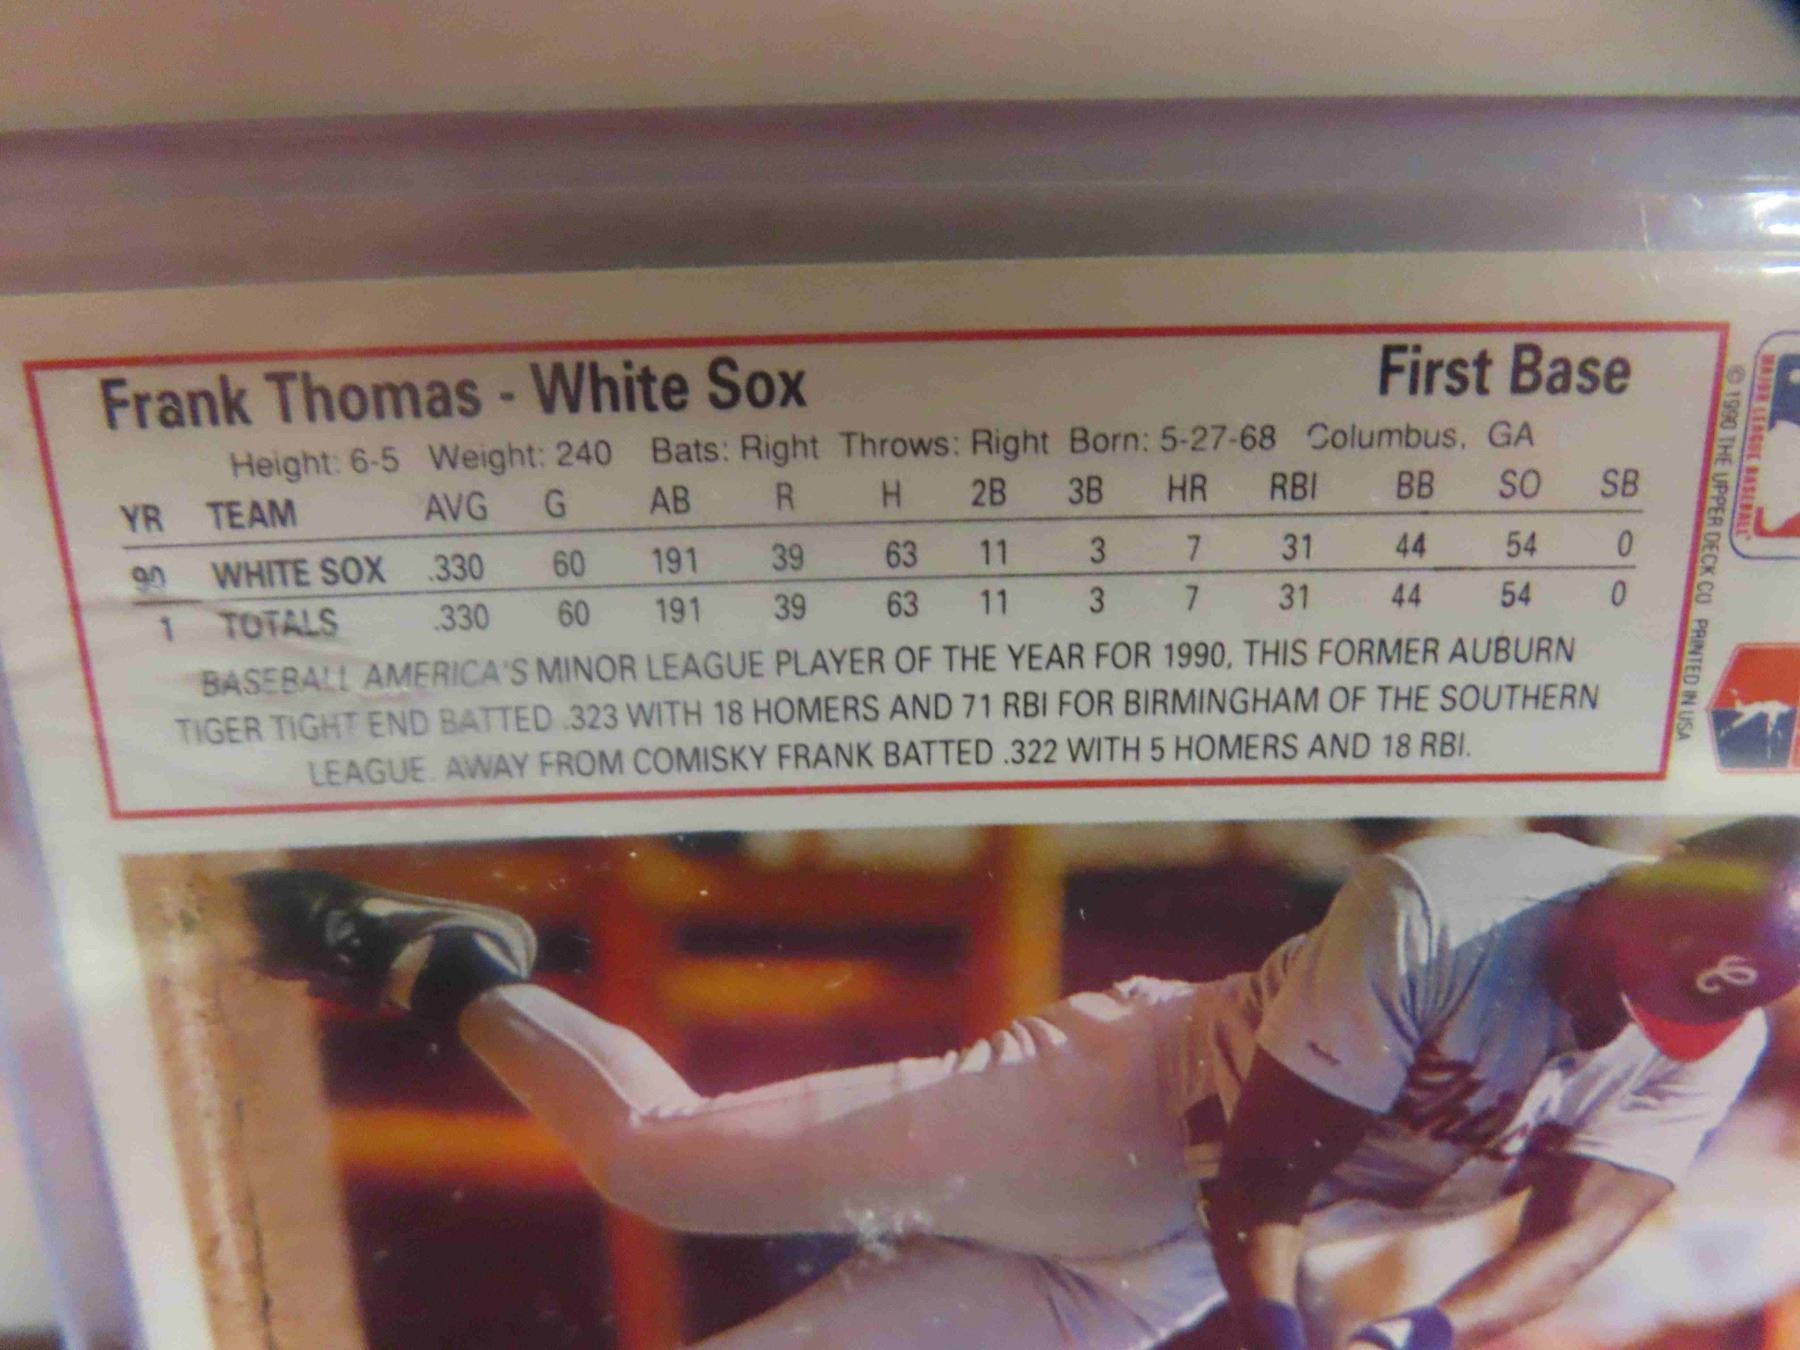 Frank Thomas - White Sox First Base
Height: 6-5 Weight: 240 Bats: Right Throws: Right Born: 5-27-68 Columbus, GA
YR TEAM AVG G AB R H 2B 3B HR RBI BB SO SB
90 WHITE SOX .330 60 191 39 63 11 3 7 31 44 54 0
1 TOTALS .330 60 191 39 63 11 3 7 31 44 54 0
BASEBALL AMERICA'S MINOR LEAGUE PLAYER OF THE YEAR FOR 1990, THIS FORMER AUBURN
TIGER TIGHT END BATTED .323 WITH 18 HOMERS AND 71 RBI FOR BIRMINGHAM OF THE SOUTHERN
LEAGUE. AWAY FROM COMISKY FRANK BATTED .322 WITH 5 HOMERS AND 18 RBI.
© 1990 THE UPPER DECK CO. PRINTED IN USA
MAJOR LEAGUE BASEBALL
C